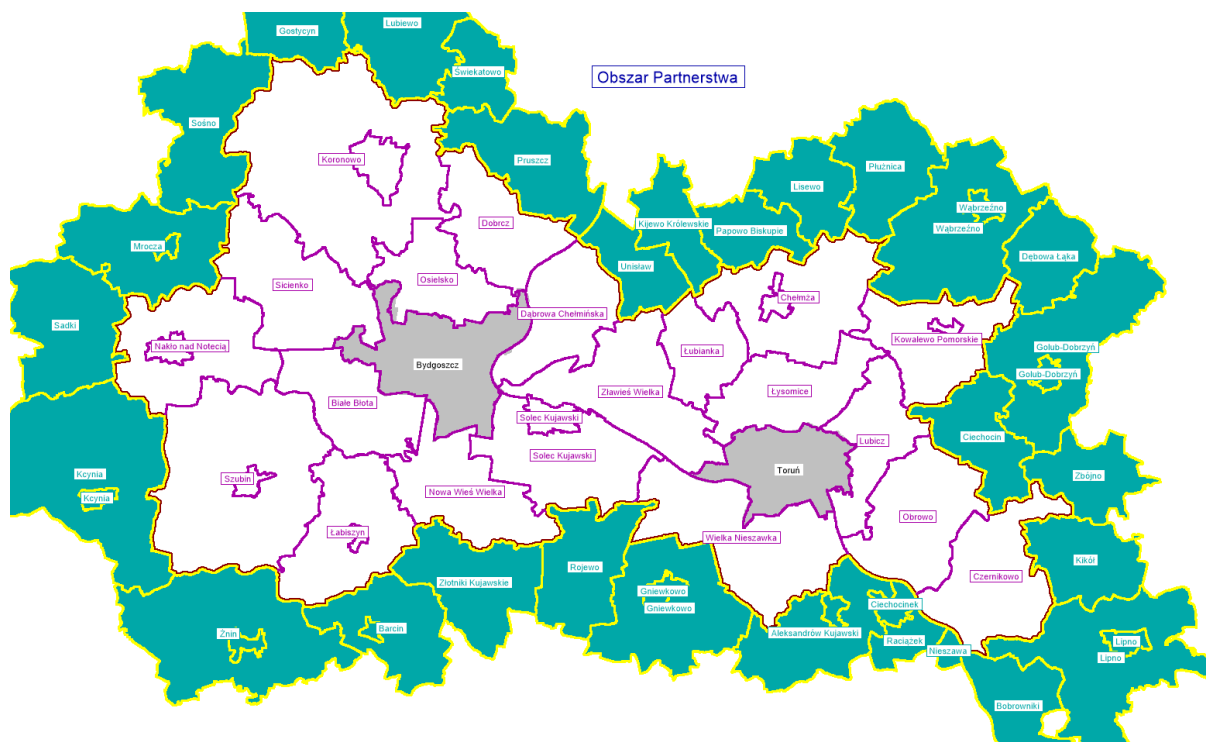 Gostycyn
Lubiewo
Świekatowo
Obszar Partnerstwa
Sośno
Koronowo
Pruszcz
Płużnica
Lisewo
Wąbrzeźno
Wąbrzeźno
Mrocza
Dobrcz
Kijewo Królewskie
Papowo Biskupie
Dębowa Łąka
Unisław
Sicienko
Osielsko
Chełmża
Sadki
Dąbrowa Chełmińska
Nakło nad Notecią
Kowalewo Pomorskie
Golub-Dobrzyń
Golub-Dobrzyń
Bydgoszcz
Łubianka
Zławieś Wielka
Łysomice
Białe Błota
Solec Kujawski
Solec Kujawski
Lubicz
Ciechocin
Toruń
Kcynia
Kcynia
Szubin
Nowa Wieś Wielka
Zbójno
Obrowo
Łabiszyn
Wielka Nieszawka
Kikół
Rojewo
Czernikowo
Złotniki Kujawskie
Gniewkowo
Gniewkowo
Ciechocinek
Żnin
Barcin
Aleksandrów Kujawski
Raciążek
Nieszawa
Lipno
Lipno
Bobrowniki